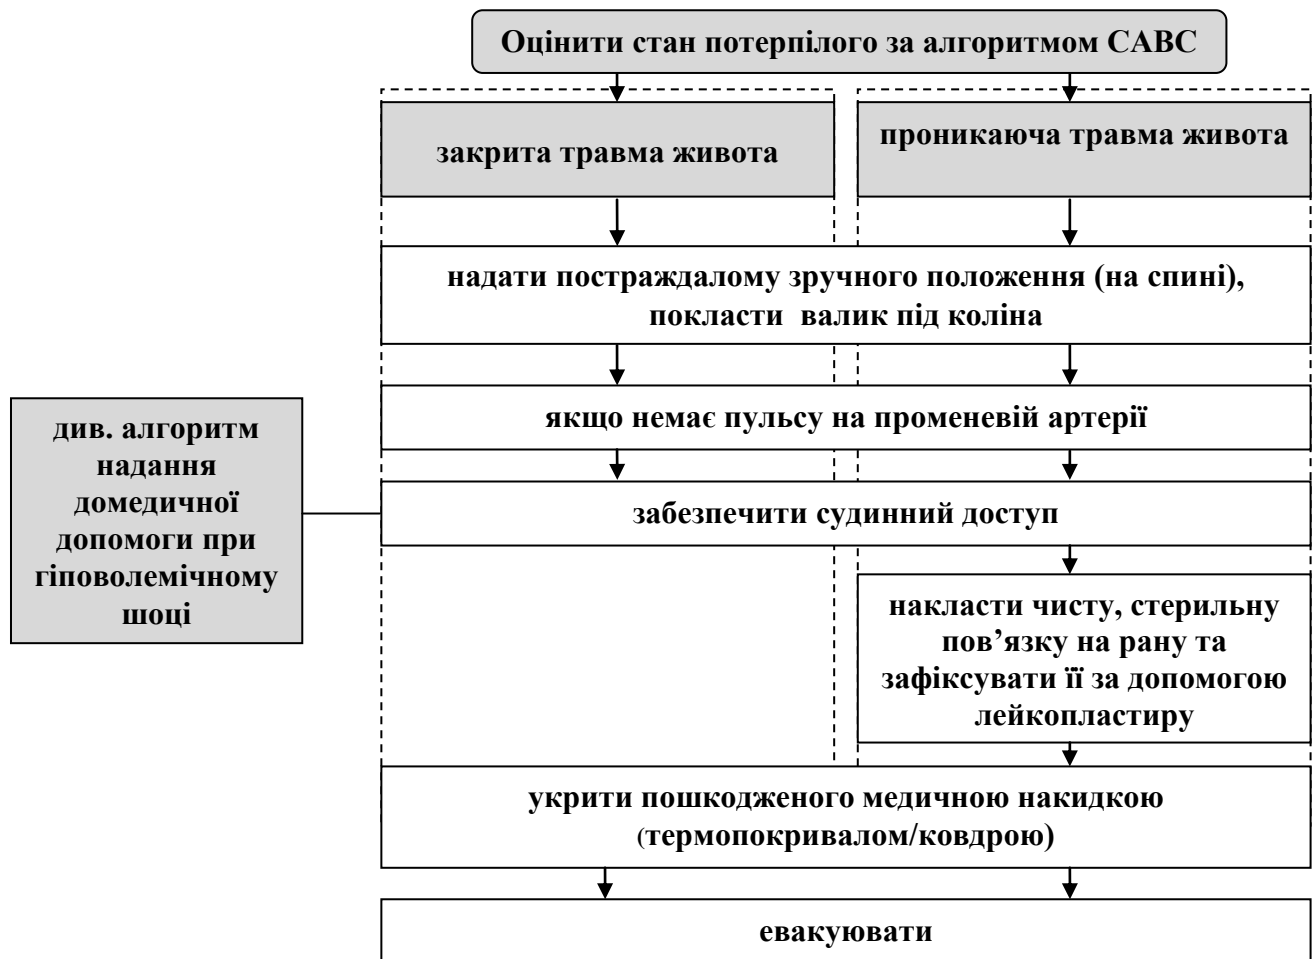 Оцінити стан потерпілого за алгоритмом САВС
закрита травма живота
проникаюча травма живота
надати постраждалому зручного положення (на спині),
покласти валик під коліна
якщо немає пульсу на променевій артерії
див. алгоритм
надання
домедичної
допомоги при
гіповолемічному
шоці
забезпечити судинний доступ
накласти чисту, стерильну
пов’язку на рану та
зафіксувати її за допомогою
лейкопластиру
укрити пошкодженого медичною накидкою
(термопокривалом/ковдрою)
евакуювати